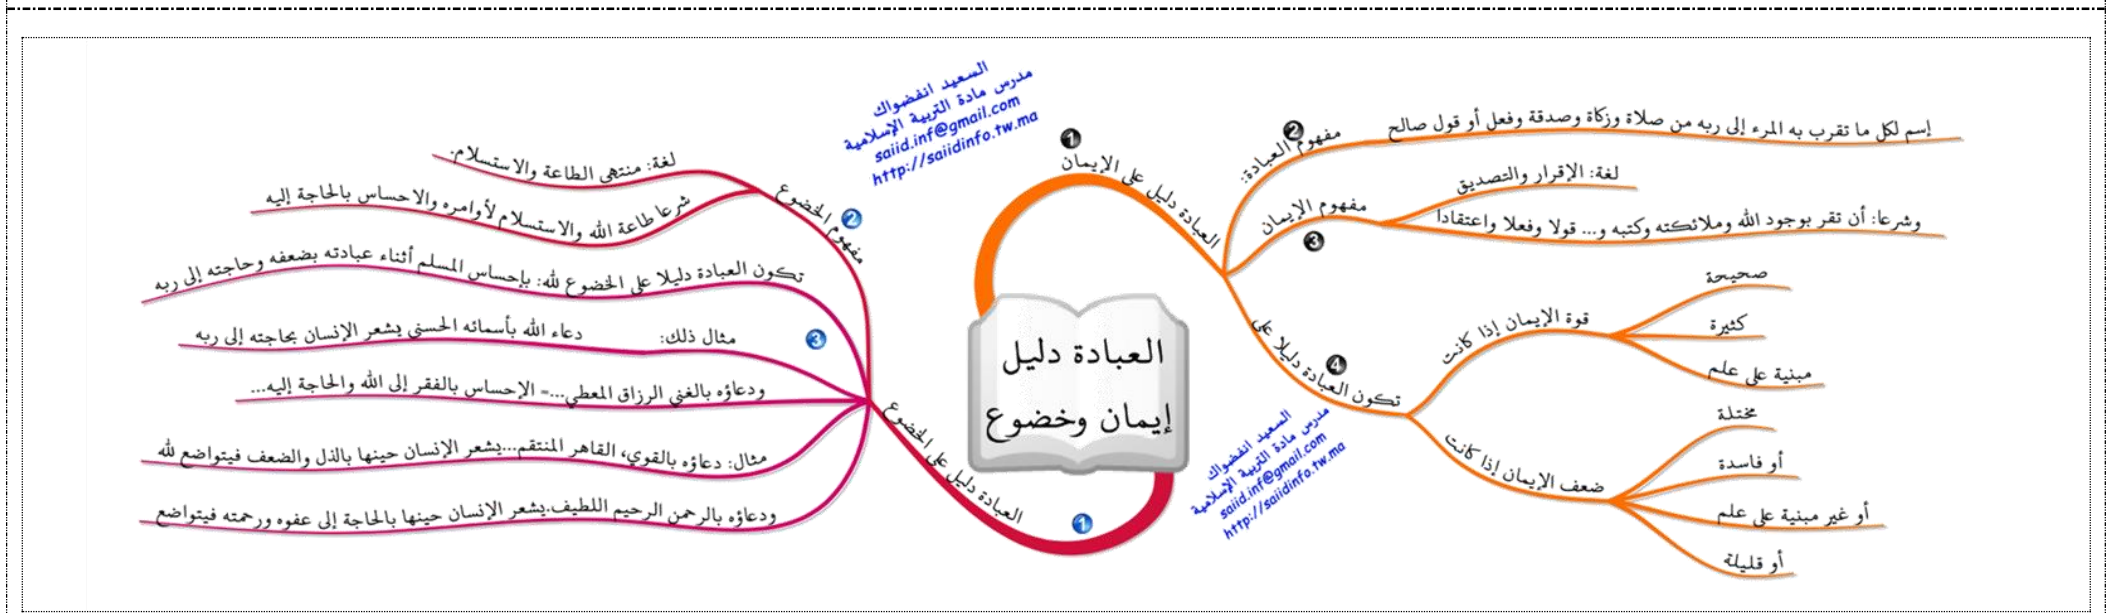 العبادة دليل
إيمان وخضوع
العبادة دليل على الإيمان
1
مفهوم العبادة:
2
إسم لكل ما تقرب به المرء إلى ربه من صلاة وزكاة وصدقة وفعل أو قول صالح
مفهوم الإيمان
3
لغة: الإقرار والتصديق
وشرعا: أن تقر بوجود الله وملائكته وكتبه و... قولا وفعلا واعتقادا
تكون العبادة دليلا على
4
قوة الإيمان إذا كانت
صحيحة
كثيرة
مبنية على علم
ضعف الإيمان إذا كانت
مختلة
أو فاسدة
أو غير مبنية على علم
أو قليلة
العبادة دليل على الخضوع
1
مفهوم الخضوع
2
لغة: منتهى الطاعة والاستسلام.
شرعا طاعة الله والاستسلام لأوامره والاحساس بالحاجة إليه
تكون العبادة دليلا على الخضوع لله: بإحساس المسلم أثناء عبادته بضعفه وحاجته إلى ربه
3
مثال ذلك: دعاء الله بأسمائه الحسنى يشعر الإنسان بحاجته إلى ربه
ودعاؤه بالغني الرزاق المعطي...= الإحساس بالفقر إلى الله والحاجة إليه...
مثال: دعاؤه بالقوي، القاهر المنتقم...يشعر الإنسان حينها بالذل والضعف فيتواضع لله
ودعاؤه بالرحمن الرحيم اللطيف.يشعر الإنسان حينها بالحاجة إلى عفوه ورحمته فيتواضع
السعيد انفضواك
مدرس مادة التربية الإسلامية
saiid.inf@gmail.com
http://saiidinfo.tw.ma
السعيد انفضواك
مدرس مادة التربية الإسلامية
saiid.inf@gmail.com
http://saiidinfo.tw.ma